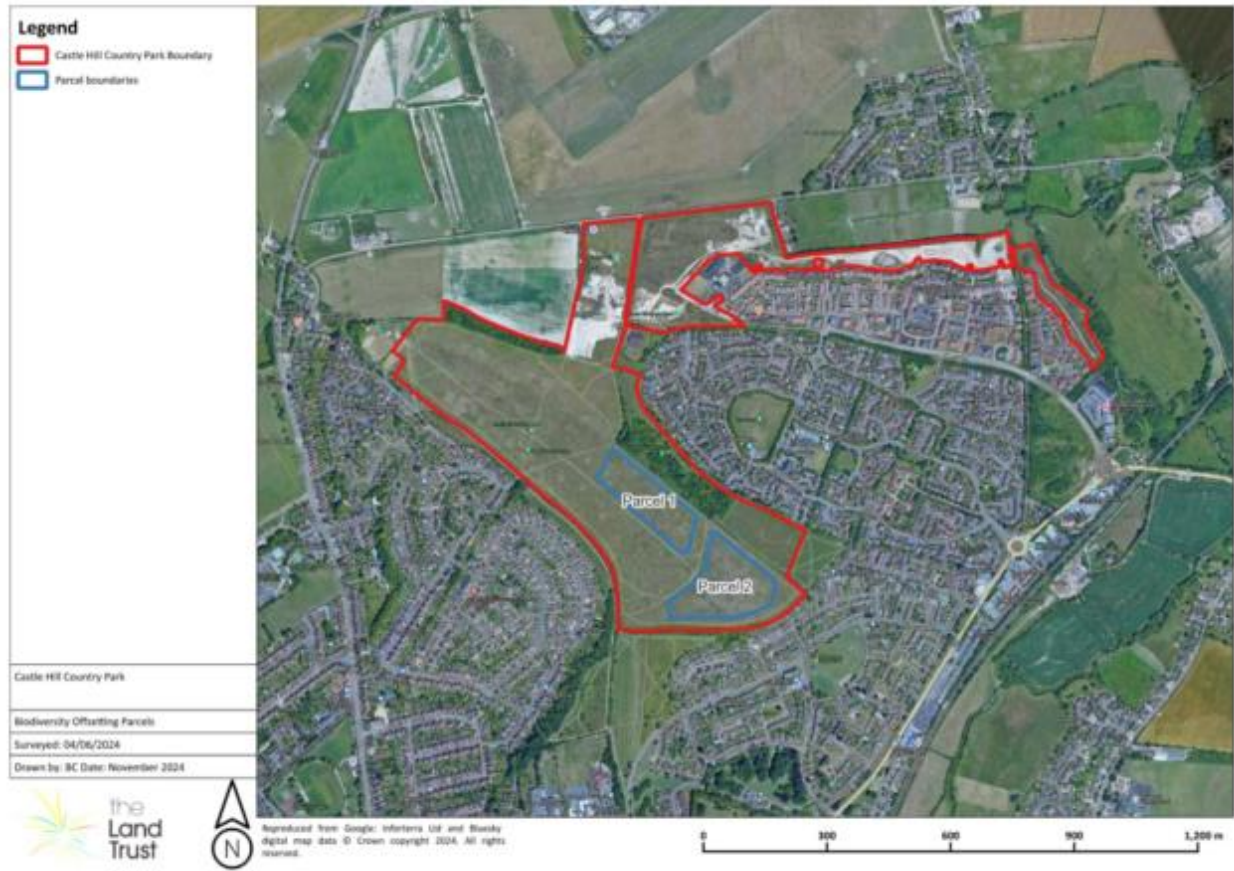 Legend
Castle Hill Country Park Boundary
Parcel boundaries
Parcel 1
Parcel 2
Castle Hill Country Park
Biodiversity Offsetting Parcels
Surveyed: 04/06/2024
Drawn by: BC Date: November 2024
the
Land
Trust
N
Reproduced from Google: Infoterra Ltd and Bluesky
digital map data © Crown copyright 2024. All rights
reserved.
0 300 600 900 1,200 m